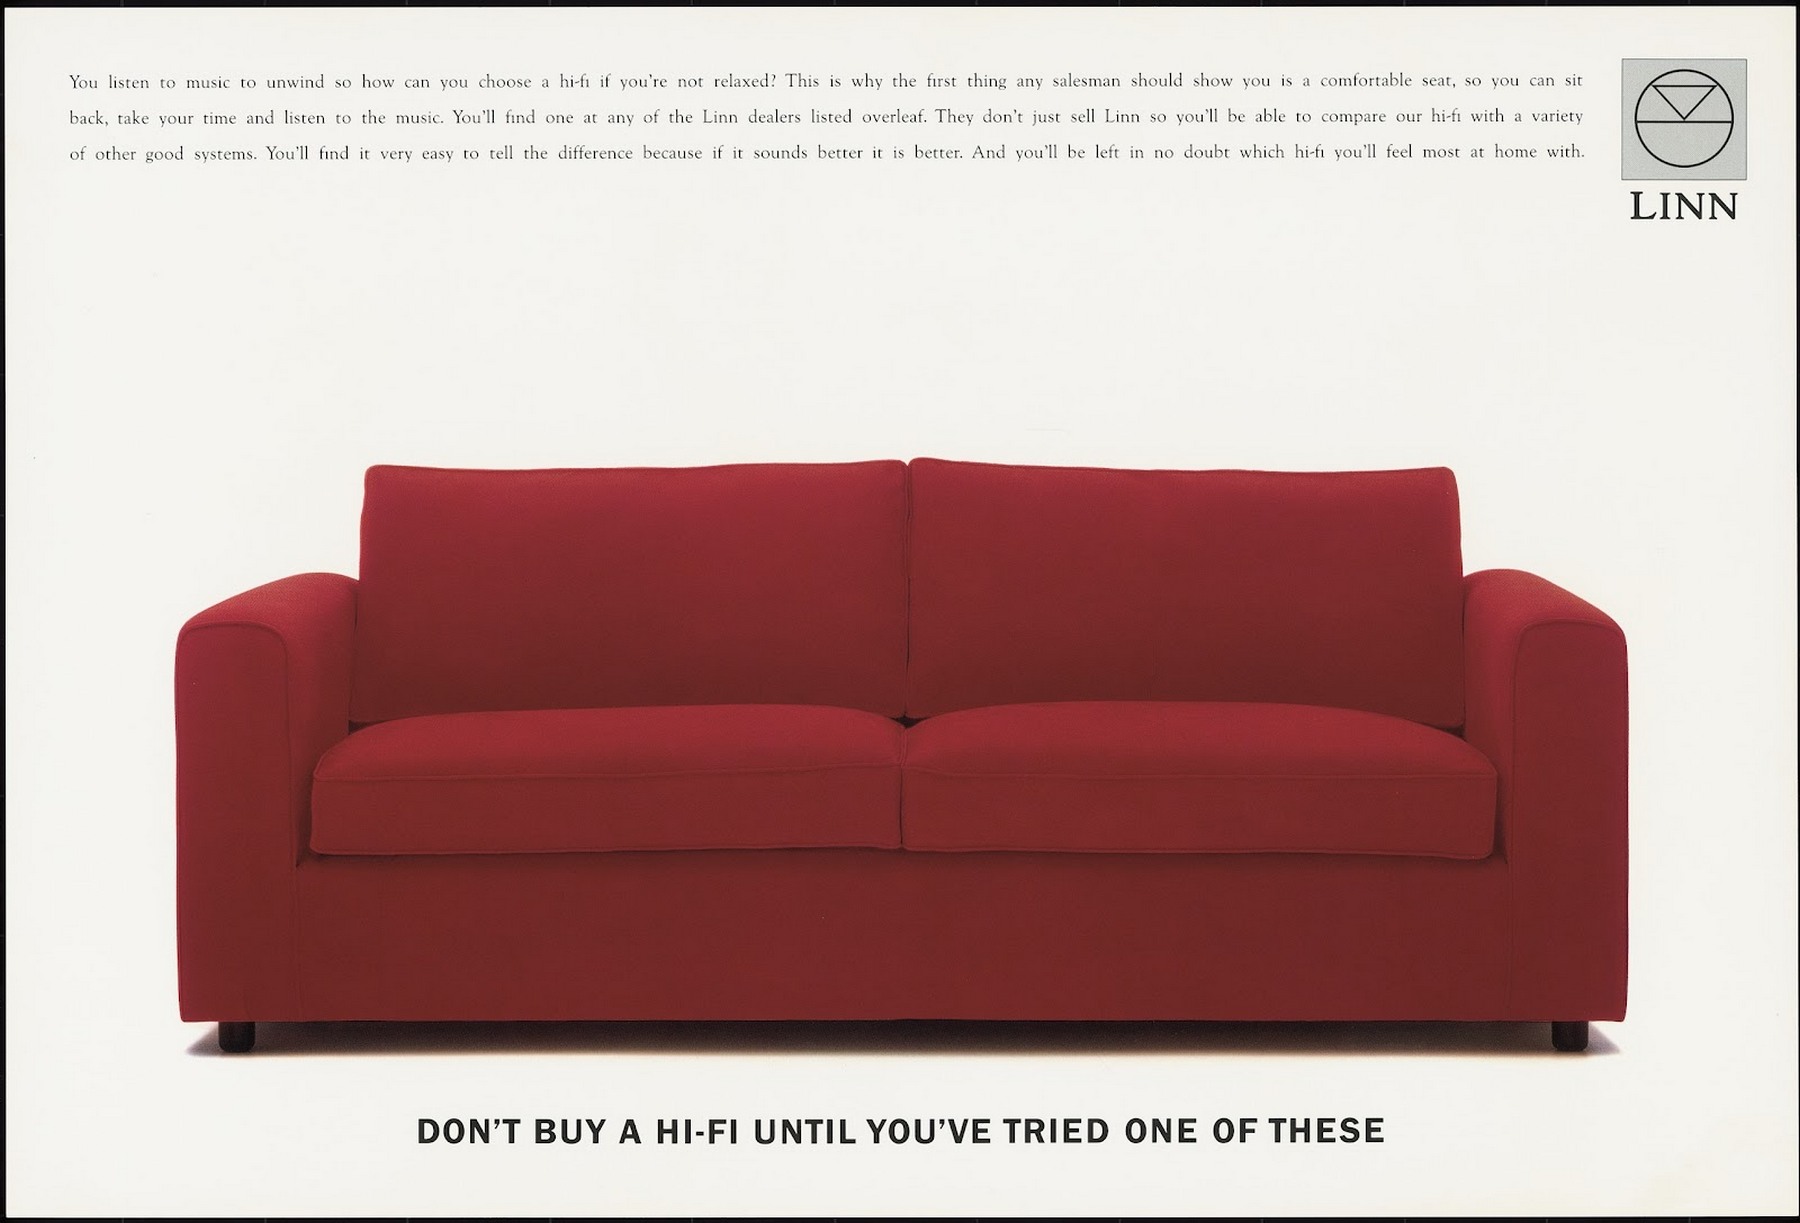 You listen to music to unwind so how can you choose a hi-fi if you're not relaxed? This is why the first thing any salesman should show you is a comfortable seat, so you can sit
back, take your time and listen to the music. You'll find one at any of the Linn dealers listed overleaf. They don't just sell Linn so you'll be able to compare our hi-fi with a variety
of other good systems. You'll find it very easy to tell the difference because if it sounds better it is better. And you'll be left in no doubt which hi-fi you'll feel most at home with.
LINN
DON'T BUY A HI-FI UNTIL YOU'VE TRIED ONE OF THESE